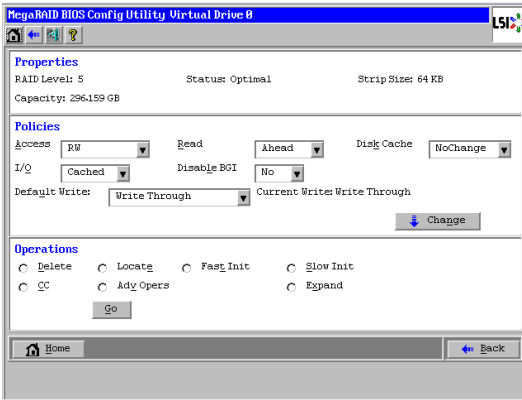 MegaRAID BIOS Config Utility Virtual Drive 0
LSI
Properties
RAID Level: 5 Status: Optimal Strip Size: 64 KB
Capacity: 296.159 GB
Policies
Access RW Read Ahead Disk Cache NoChange
I/O Cached Disable BGI No
Default Write: Write Through Current Write: Write Through
Change
Operations
Delete Locate Fast Init Slow Init
CC Adv Opers Expand
Go
Home Back